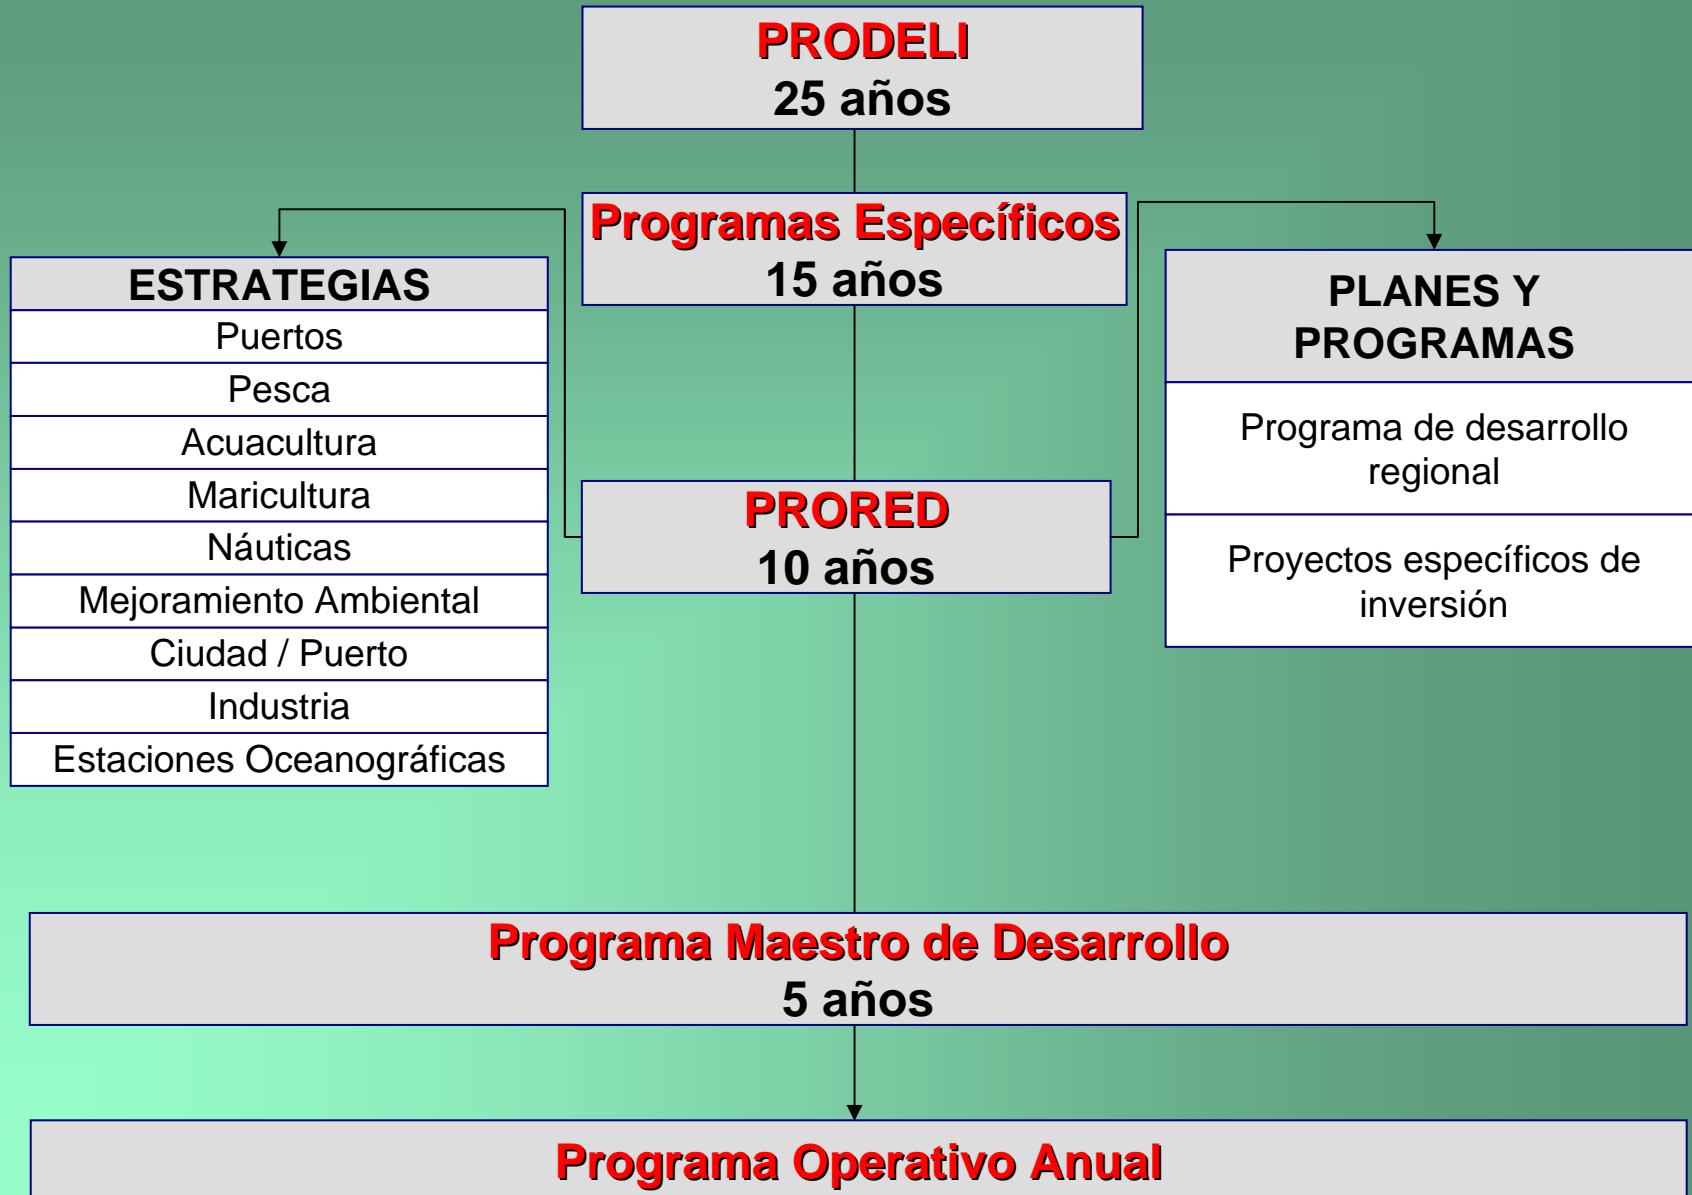 PRODELI
25 años
Programas Específicos
15 años
ESTRATEGIAS
Puertos
Pesca
Acuacultura
Maricultura
Náuticas
Mejoramiento Ambiental
Ciudad / Puerto
Industria
Estaciones Oceanográficas
PLANES Y
PROGRAMAS
Programa de desarrollo
regional
Proyectos específicos de
inversión
PRORED
10 años
Programa Maestro de Desarrollo
5 años
Programa Operativo Anual